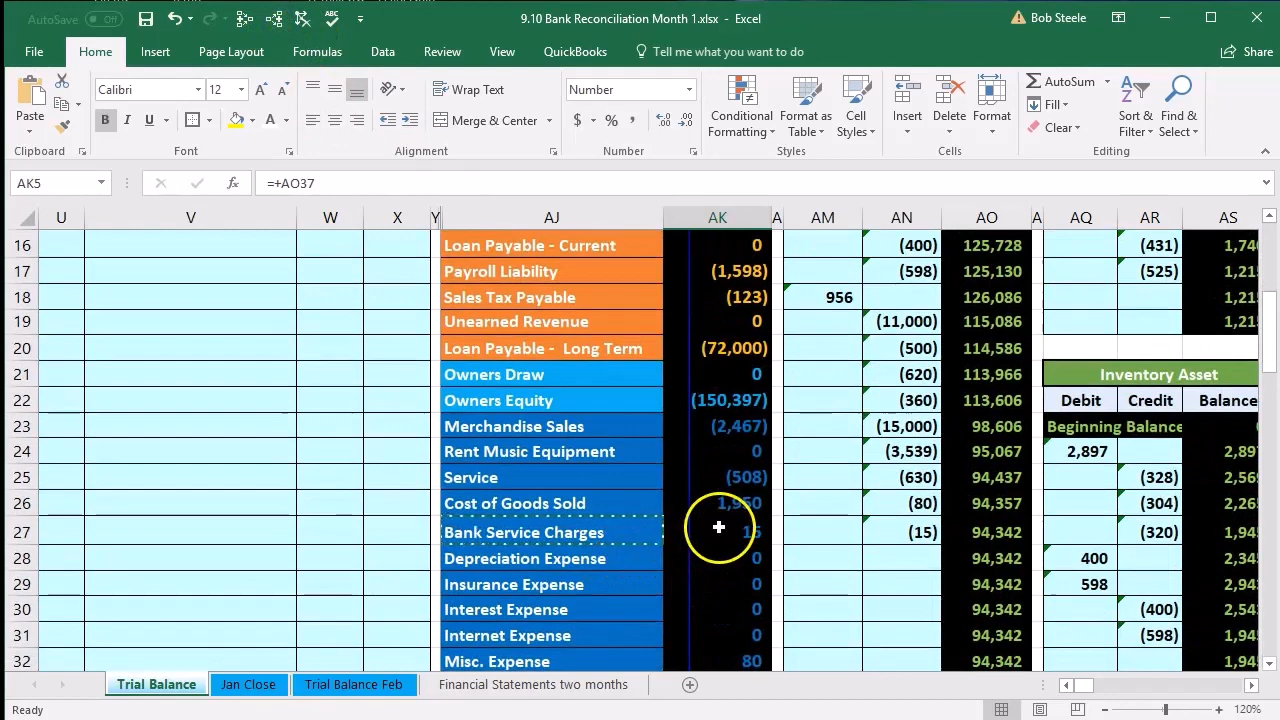 AutoSave Off 9.10 Bank Reconciliation Month 1.xlsx - Excel Bob Steele
File Home Insert Page Layout Formulas Data Review View QuickBooks Tell me what you want to do Share
Calibri 12 Wrap Text Number AutoSum
Paste Conditional Formatting Format as Table Cell Styles Insert Delete Format Fill Sort & Filter Find & Select
B I U A Merge & Center $ % Clear
Clipboard Font Alignment Number Styles Cells Editing
AK5 fx =+AO37
U V W X Y AJ AK A AM AN AO A AQ AR AS
16 Loan Payable - Current 0 (400) 125,728 (431)
17 Payroll Liability (1,598) (598) 125,130 (525)
18 Sales Tax Payable (123) 956 126,086
19 Unearned Revenue 0 (11,000) 115,086
20 Loan Payable - Long Term (72,000) (500) 114,586
21 Owners Draw 0 (620) 113,966 Inventory Asset
22 Owners Equity (150,397) (360) 113,606 Debit Credit Balance
23 Merchandise Sales (2,467) (15,000) 98,606 Beginning Balance
24 Rent Music Equipment 0 (3,539) 95,067 2,897
25 Service (508) (630) 94,437 (328)
26 Cost of Goods Sold 1,950 (80) 94,357 (304)
27 Bank Service Charges 15 (15) 94,342 (320)
28 Depreciation Expense 0 94,342 400
29 Insurance Expense 0 94,342 598
30 Interest Expense 0 94,342 (400)
31 Internet Expense 0 94,342 (598)
32 Misc. Expense 80 94,342
Trial Balance Jan Close Trial Balance Feb Financial Statements two months
Ready 120%